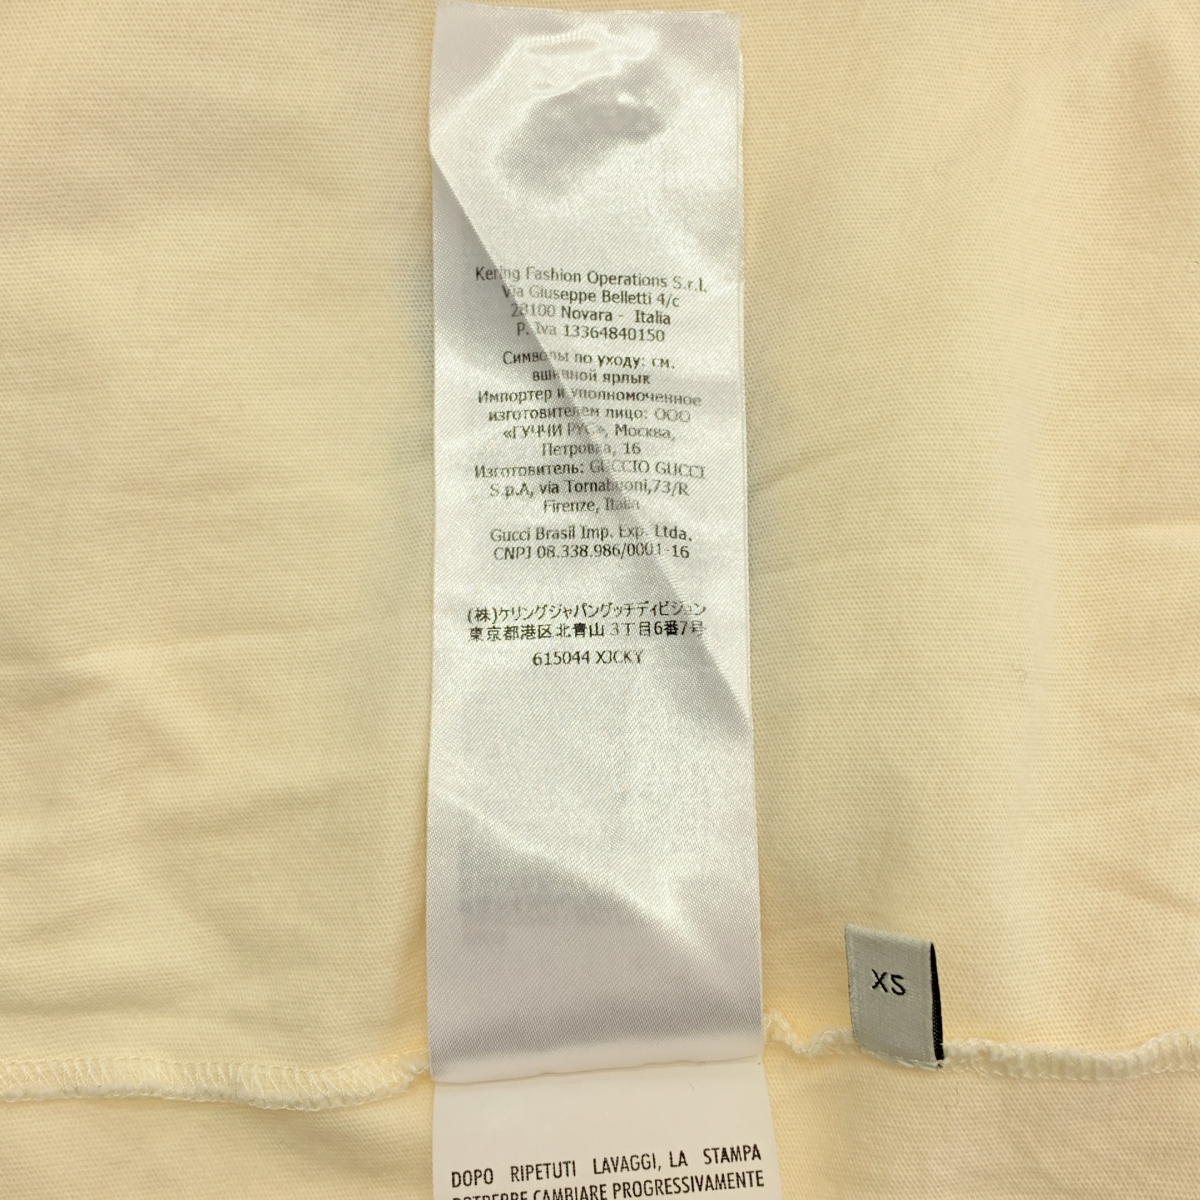 Kering Fashion Operations S.r.l.
Via Giuseppe Belletti 4/c
28100 Novara - Italia
P. Iva 13364840150
Символы по уходу: см.
вшивной ярлык
Импортер и уполномоченное
изготовителем лицо: ООО
«ГУЧЧИ РУС», Москва,
Петровка, 16
Изготовитель: GUCCIO GUCCI
S.p.A, via Tornabuoni,73/R
Firenze, Italia
Gucci Brasil Imp. Exp. Ltda.
CNPJ 08.338.986/0001-16
(株)ケリングジャパングッチディビジョン
東京都港区北青山 3丁目6番7号
615044 XJCKY
XS
DOPO RIPETUTI LAVAGGI, LA STAMPA
POTREBBE CAMBIARE PROGRESSIVAMENTE